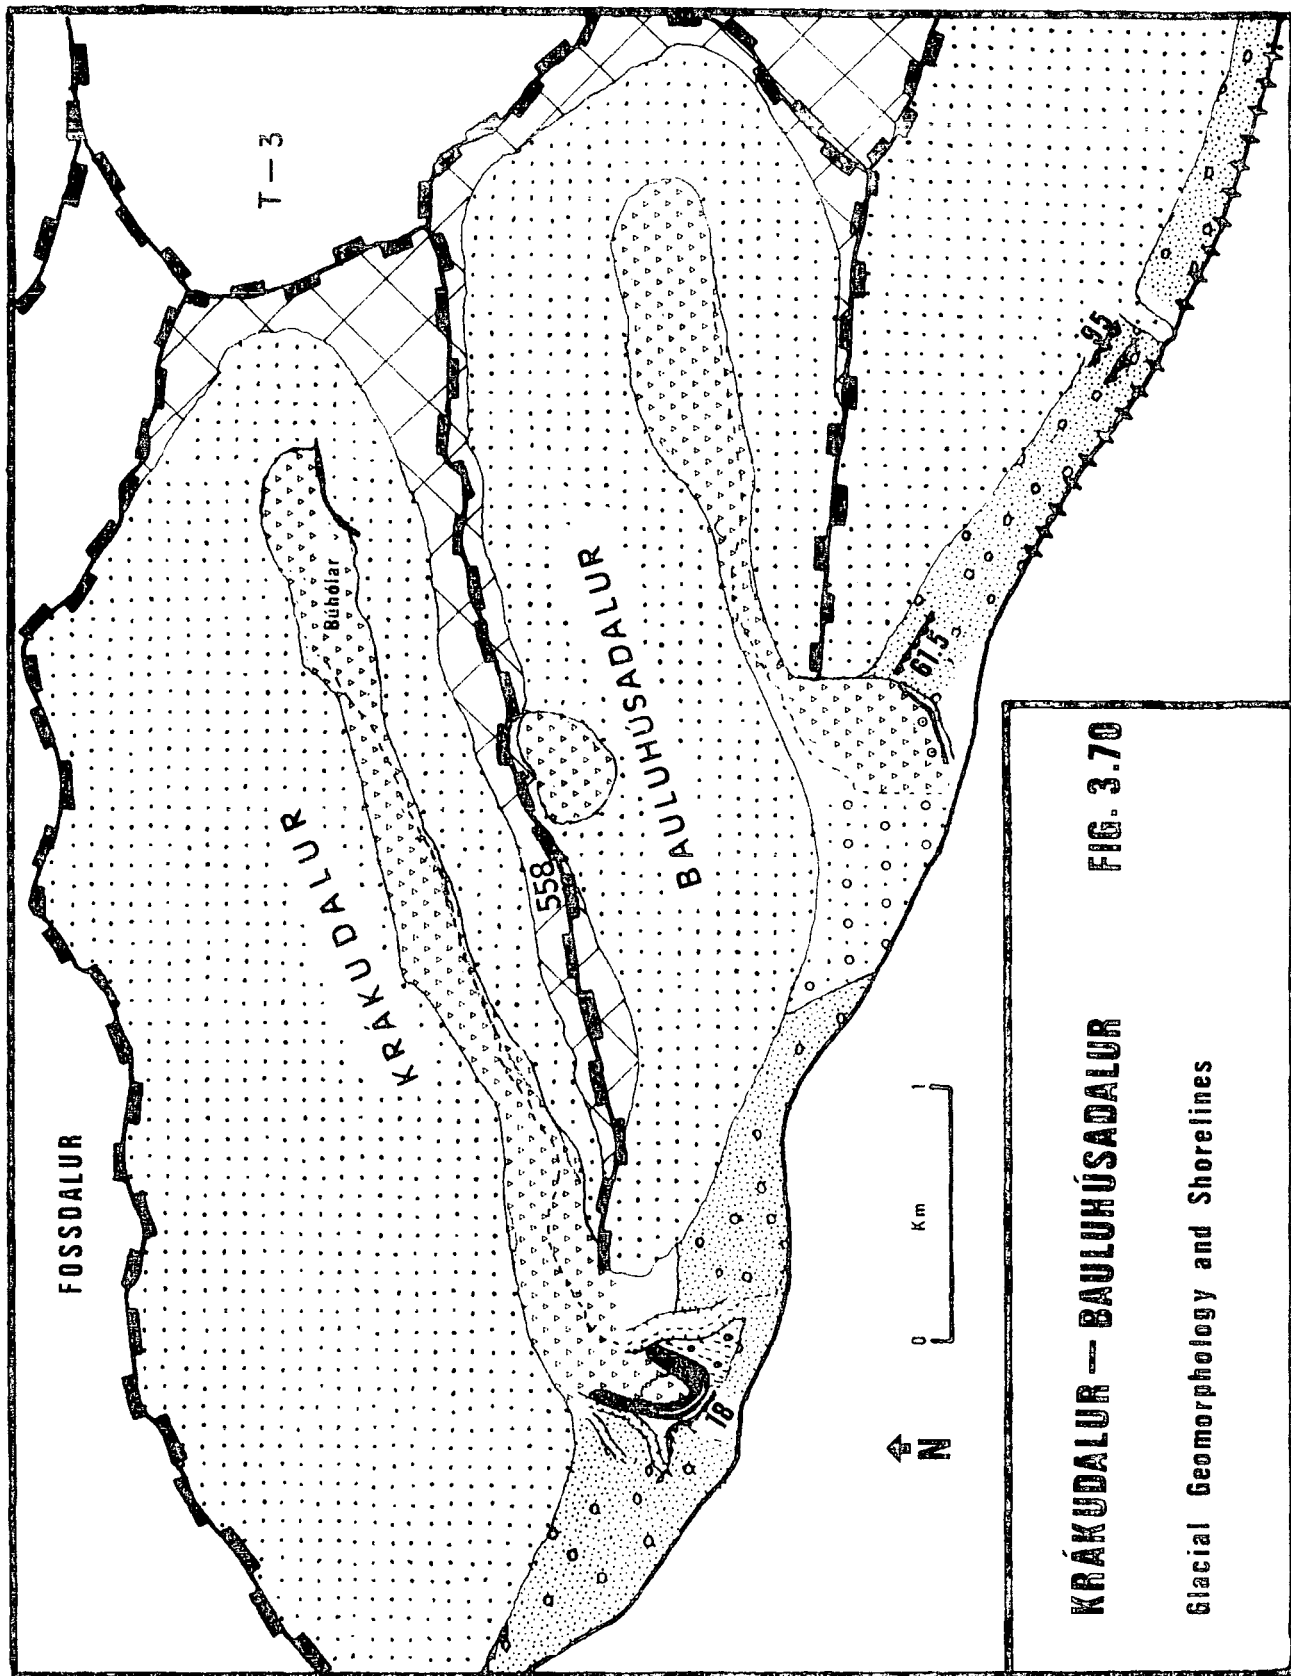 FOSSDALUR
T-3
KRÁKUDALUR
Búhólar
558
BAULUHUSADALUR
18
61.5
95
N
0 1
Km
KRÁKUDALUR — BAULUHÚSADALUR FIG. 3.70
Glacial Geomorphology and Shorelines